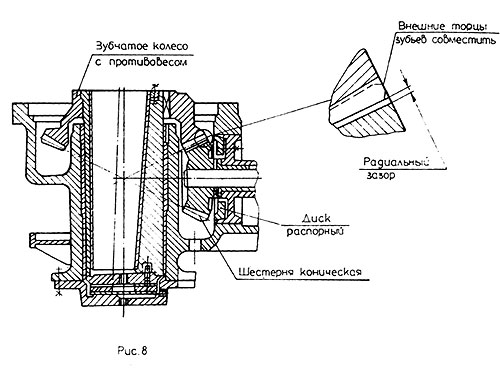 Зубчатое колесо
с противовесом
Внешние торцы
зубьев совместить
Радиальный
зазор
Диск
распорный
Шестерня коническая
Рис. 8